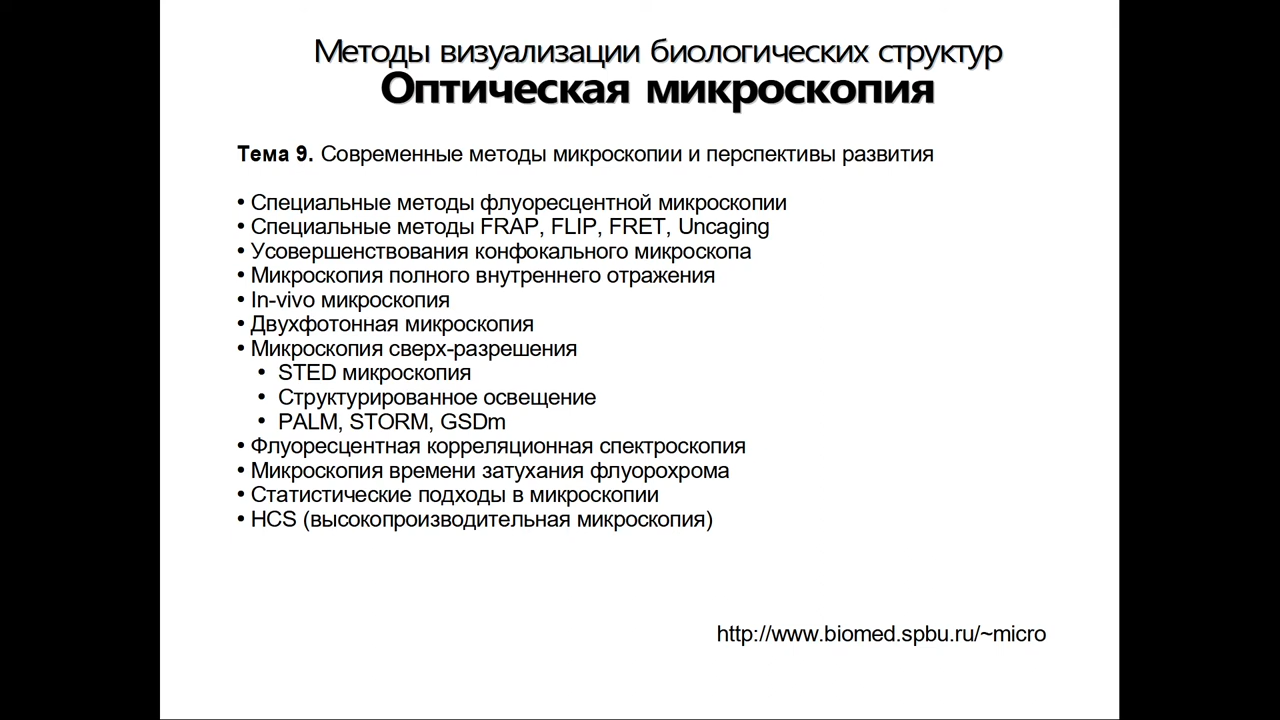 Методы визуализации биологических структур
Оптическая микроскопия
Тема 9. Современные методы микроскопии и перспективы развития
• Специальные методы флуоресцентной микроскопии
• Специальные методы FRAP, FLIP, FRET, Uncaging
• Усовершенствования конфокального микроскопа
• Микроскопия полного внутреннего отражения
• In-vivo микроскопия
• Двухфотонная микроскопия
• Микроскопия сверх-разрешения
• STED микроскопия
• Структурированное освещение
• PALM, STORM, GSDm
• Флуоресцентная корреляционная спектроскопия
• Микроскопия времени затухания флуорохрома
• Статистические подходы в микроскопии
• HCS (высокопроизводительная микроскопия)
http://www.biomed.spbu.ru/~micro